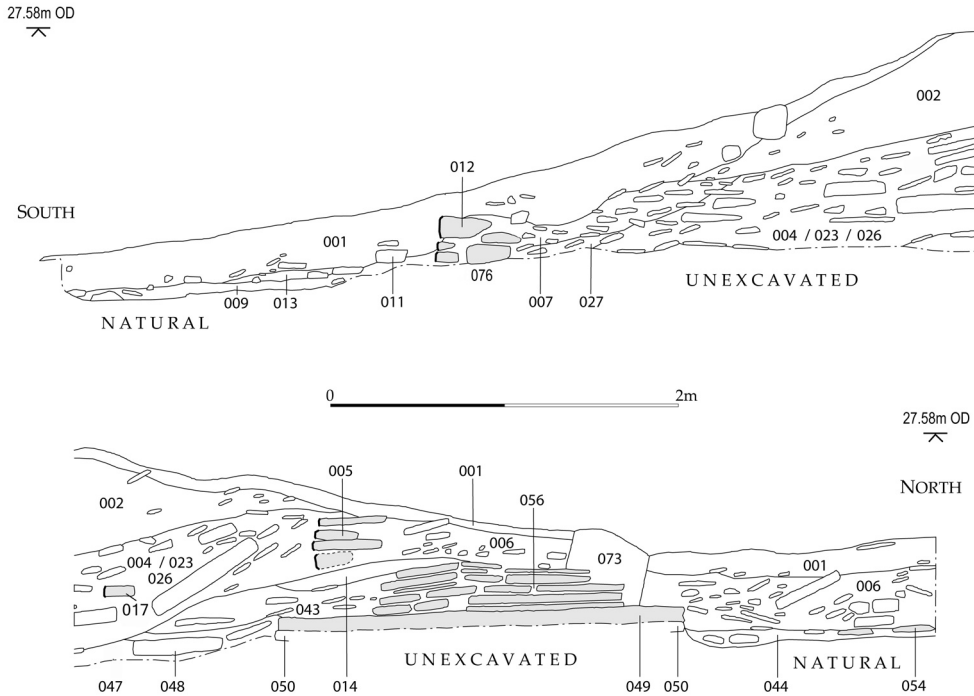 27.58m OD
002
012
SOUTH
001
004 / 023 / 026
076
UNEXCAVATED
009 013 011 007 027
NATURAL
0 2m
27.58m OD
005 001
056
NORTH
002
006
073
001
004 / 023
026
006
017
043
UNEXCAVATED
NATURAL
047 048 050 014 049 050 044 054